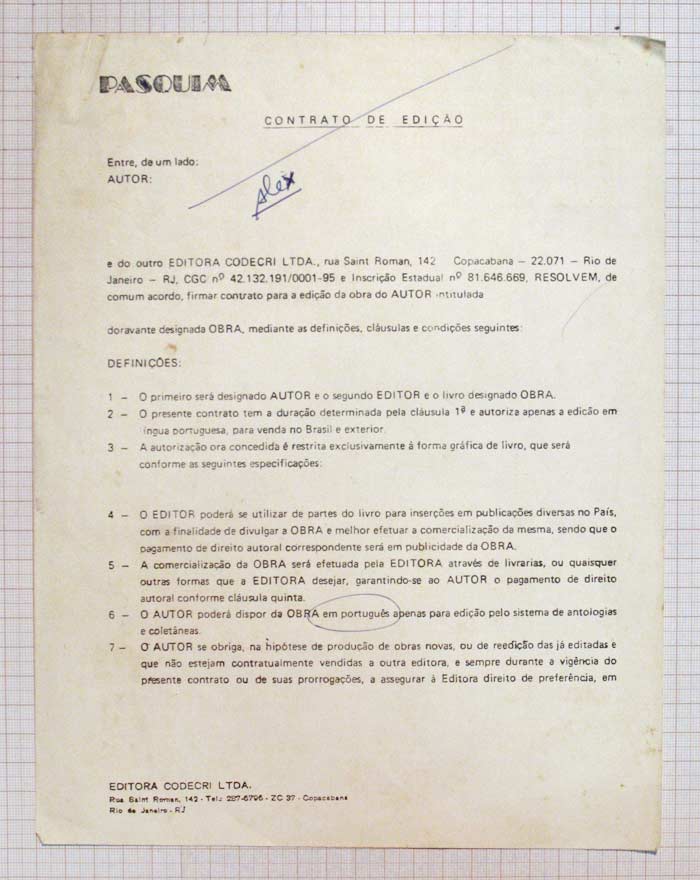 PASQUIM
CONTRATO DE EDIÇÃO
Entre, de um lado:
AUTOR:
Alex
e do outro EDITORA CODECRI LTDA., rua Saint Roman, 142 Copacabana – 22.071 – Rio de
Janeiro – RJ, CGC nº 42.132.191/0001-95 e Inscrição Estadual nº 81.646.669, RESOLVEM, de
comum acordo, firmar contrato para a edição da obra do AUTOR intitulada
doravante designada OBRA, mediante as definições, cláusulas e condições seguintes:
DEFINIÇÕES:
1 – O primeiro será designado AUTOR e o segundo EDITOR e o livro designado OBRA.
2 – O presente contrato tem a duração determinada pela cláusula 1ª e autoriza apenas a edicão em
língua portuguesa, para venda no Brasil e exterior.
3 – A autorização ora concedida é restrita exclusivamente à forma gráfica de livro, que será
conforme as seguintes especificações:
4 – O EDITOR poderá se utilizar de partes do livro para inserções em publicações diversas no País,
com a finalidade de divulgar a OBRA e melhor efetuar a comercialização da mesma, sendo que o
pagamento de direito autoral correspondente será em publicidade da OBRA.
5 – A comercialização da OBRA será efetuada pela EDITORA através de livrarias, ou quaisquer
outras formas que a EDITORA desejar, garantindo-se ao AUTOR o pagamento de direito
autoral conforme cláusula quinta.
6 – O AUTOR poderá dispor da OBRA em português apenas para edição pelo sistema de antologias
e coletâneas.
7 – O AUTOR se obriga, na hipótese de produção de obras novas, ou de reedição das já editadas e
que não estejam contratualmente vendidas a outra editora, e sempre durante a vigência do
presente contrato ou de suas prorrogações, a assegurar à Editora direito de preferência, em
EDITORA CODECRI LTDA.
Rua Saint Roman, 142 - Tel.: 287-6796 - ZC 37 - Copacabana
Rio de Janeiro - RJ